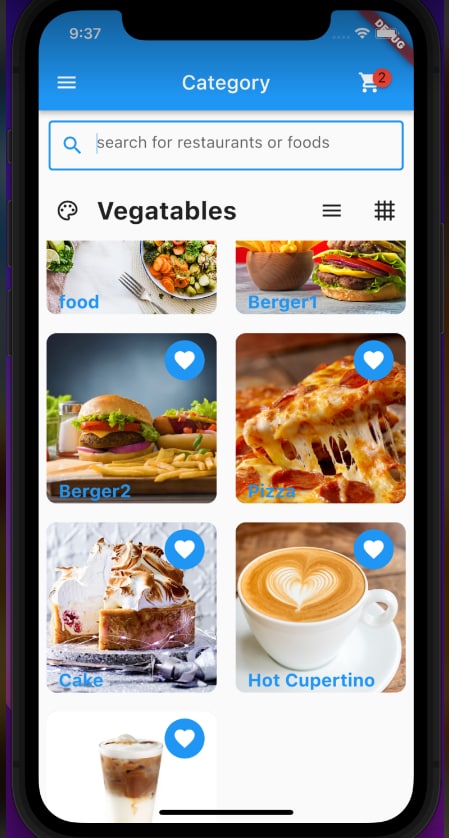 9:37
DEBUG
Category
2
search for restaurants or foods
Vegatables
food
Berger1
Berger2
Pizza
Cake
Hot Cupertino